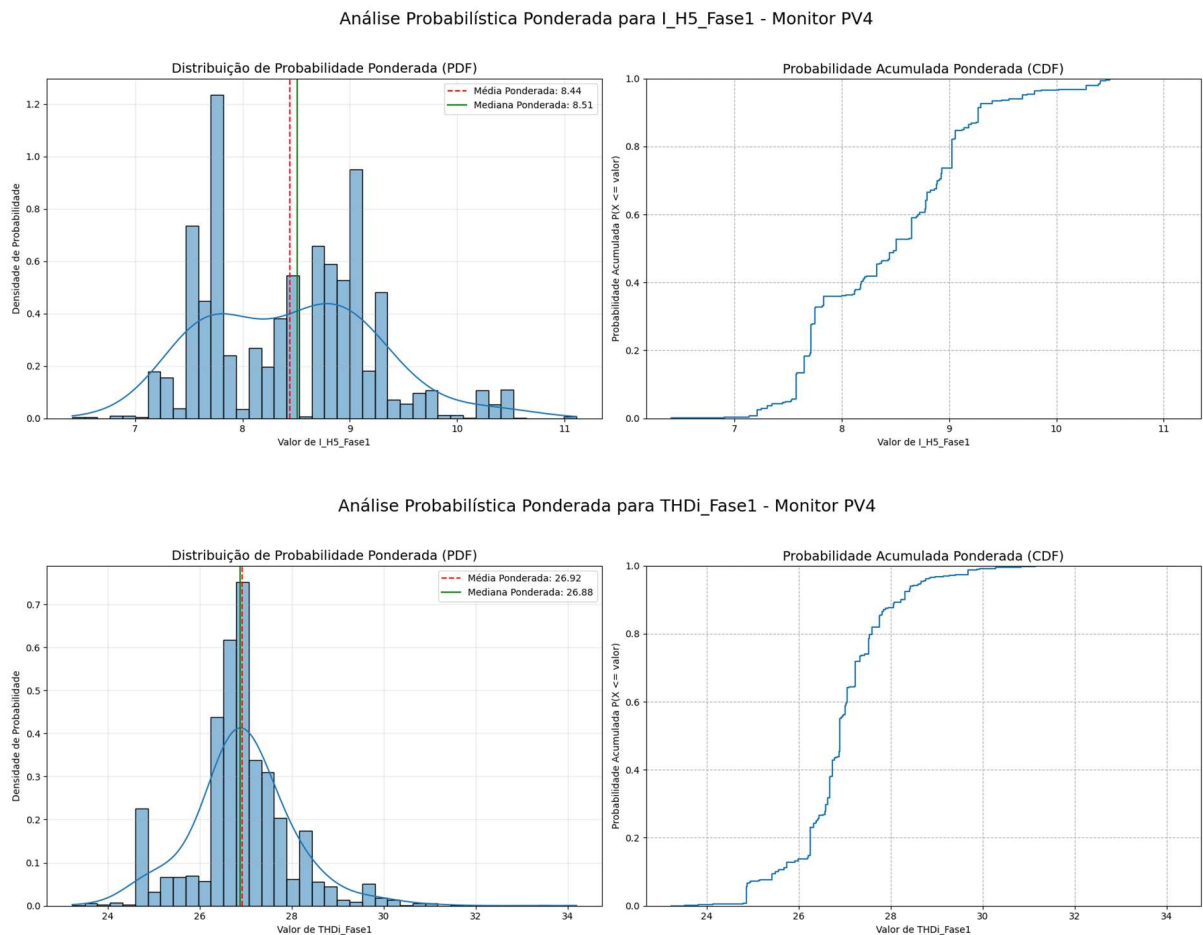 Análise Probabilística Ponderada para I_H5_Fase1 - Monitor PV4
Distribuição de Probabilidade Ponderada (PDF)
Média Ponderada: 8.44
Mediana Ponderada: 8.51
Densidade de Probabilidade
1.2
1.0
0.8
0.6
0.4
0.2
0.0
7 8 9 10 11
Valor de I_H5_Fase1
Probabilidade Acumulada Ponderada (CDF)
Probabilidade Acumulada P(X <= valor)
1.0
0.8
0.6
0.4
0.2
0.0
7 8 9 10 11
Valor de I_H5_Fase1
Análise Probabilística Ponderada para THDi_Fase1 - Monitor PV4
Distribuição de Probabilidade Ponderada (PDF)
Média Ponderada: 26.92
Mediana Ponderada: 26.88
Densidade de Probabilidade
0.7
0.6
0.5
0.4
0.3
0.2
0.1
0.0
24 26 28 30 32 34
Valor de THDi_Fase1
Probabilidade Acumulada Ponderada (CDF)
Probabilidade Acumulada P(X <= valor)
1.0
0.8
0.6
0.4
0.2
0.0
24 26 28 30 32 34
Valor de THDi_Fase1